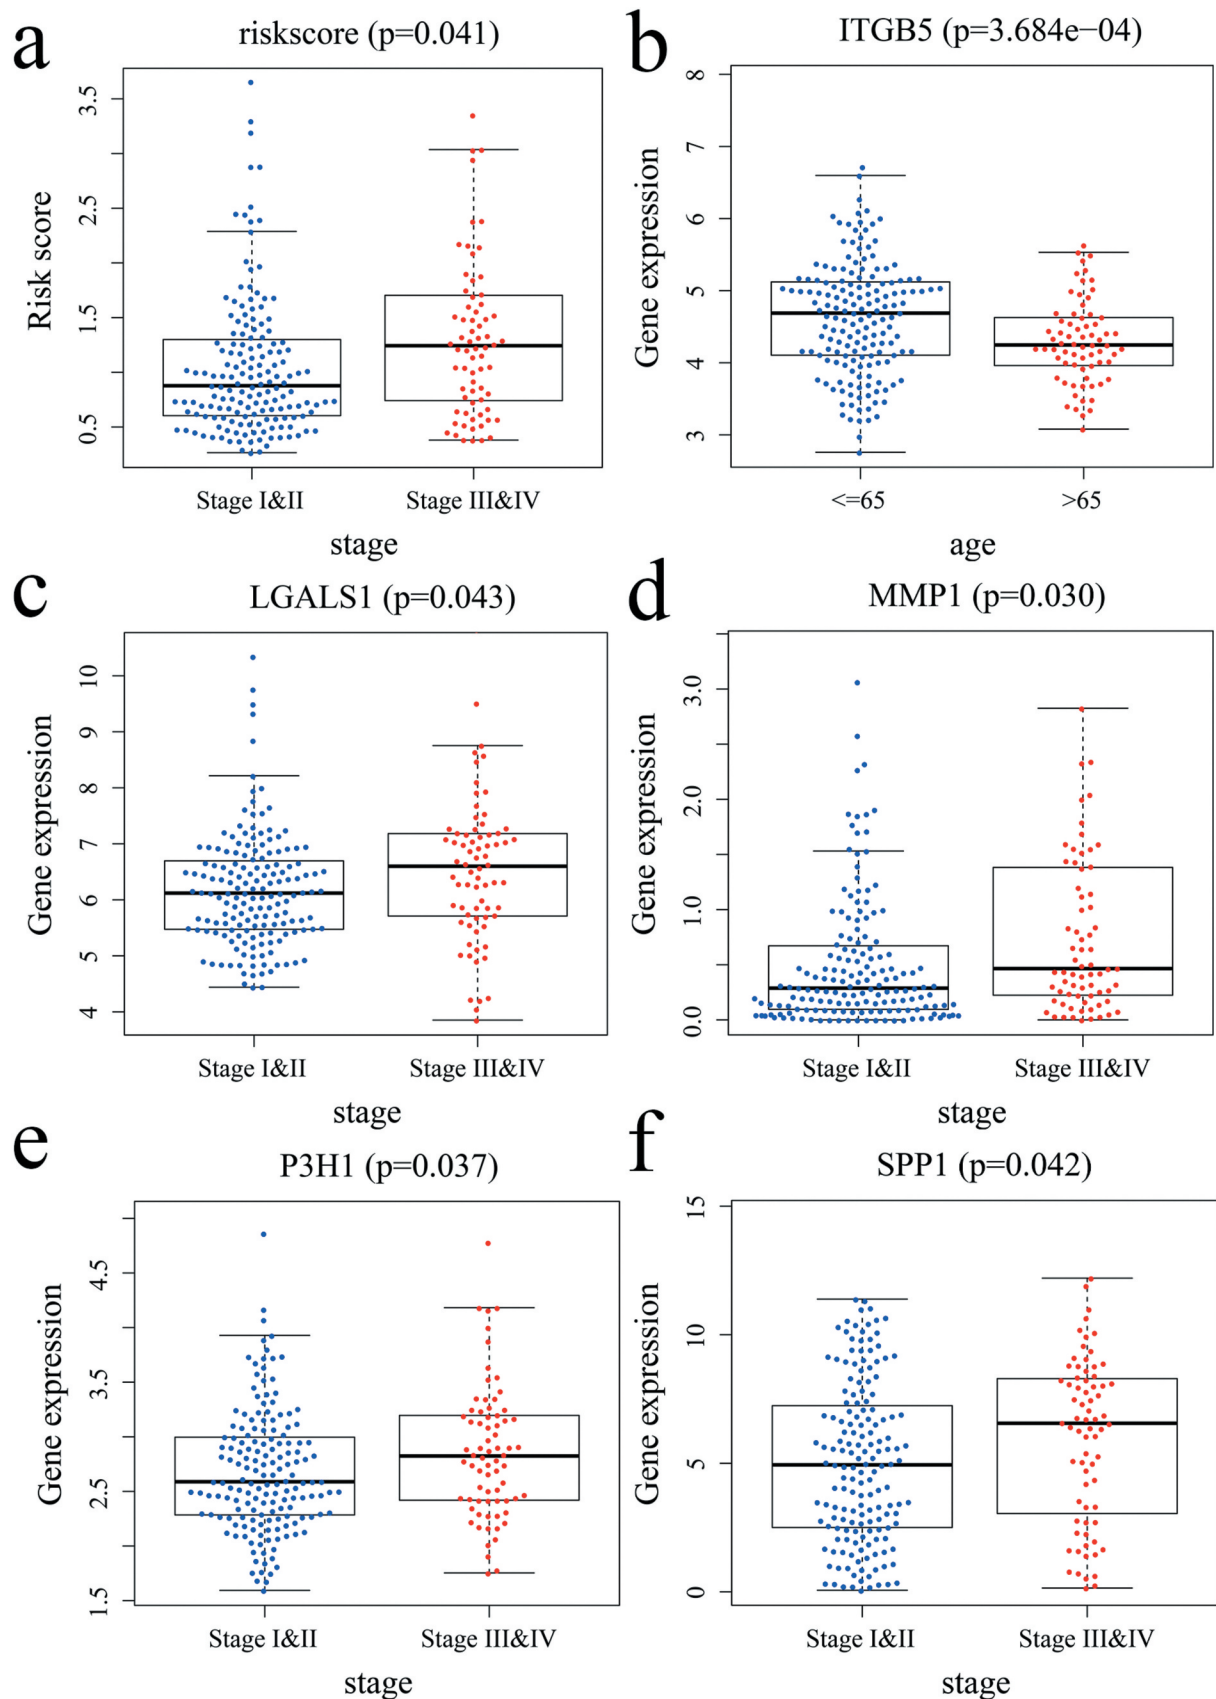 a
riskscore (p=0.041)
Risk score
3.5
2.5
1.5
0.5
Stage I&II
Stage III&IV
stage
b
ITGB5 (p=3.684e−04)
Gene expression
8
7
6
5
4
3
<=65
>65
age
c
LGALS1 (p=0.043)
Gene expression
10
9
8
7
6
5
4
Stage I&II
Stage III&IV
stage
d
MMP1 (p=0.030)
Gene expression
3.0
2.0
1.0
0.0
Stage I&II
Stage III&IV
stage
e
P3H1 (p=0.037)
Gene expression
4.5
3.5
2.5
1.5
Stage I&II
Stage III&IV
stage
f
SPP1 (p=0.042)
Gene expression
15
10
5
0
Stage I&II
Stage III&IV
stage